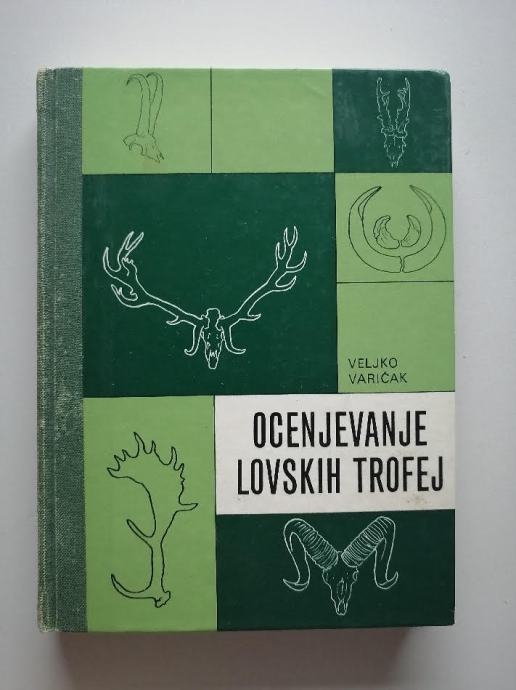 VELJKO
VARIČAK
OCENJEVANJE
LOVSKIH TROFEJ